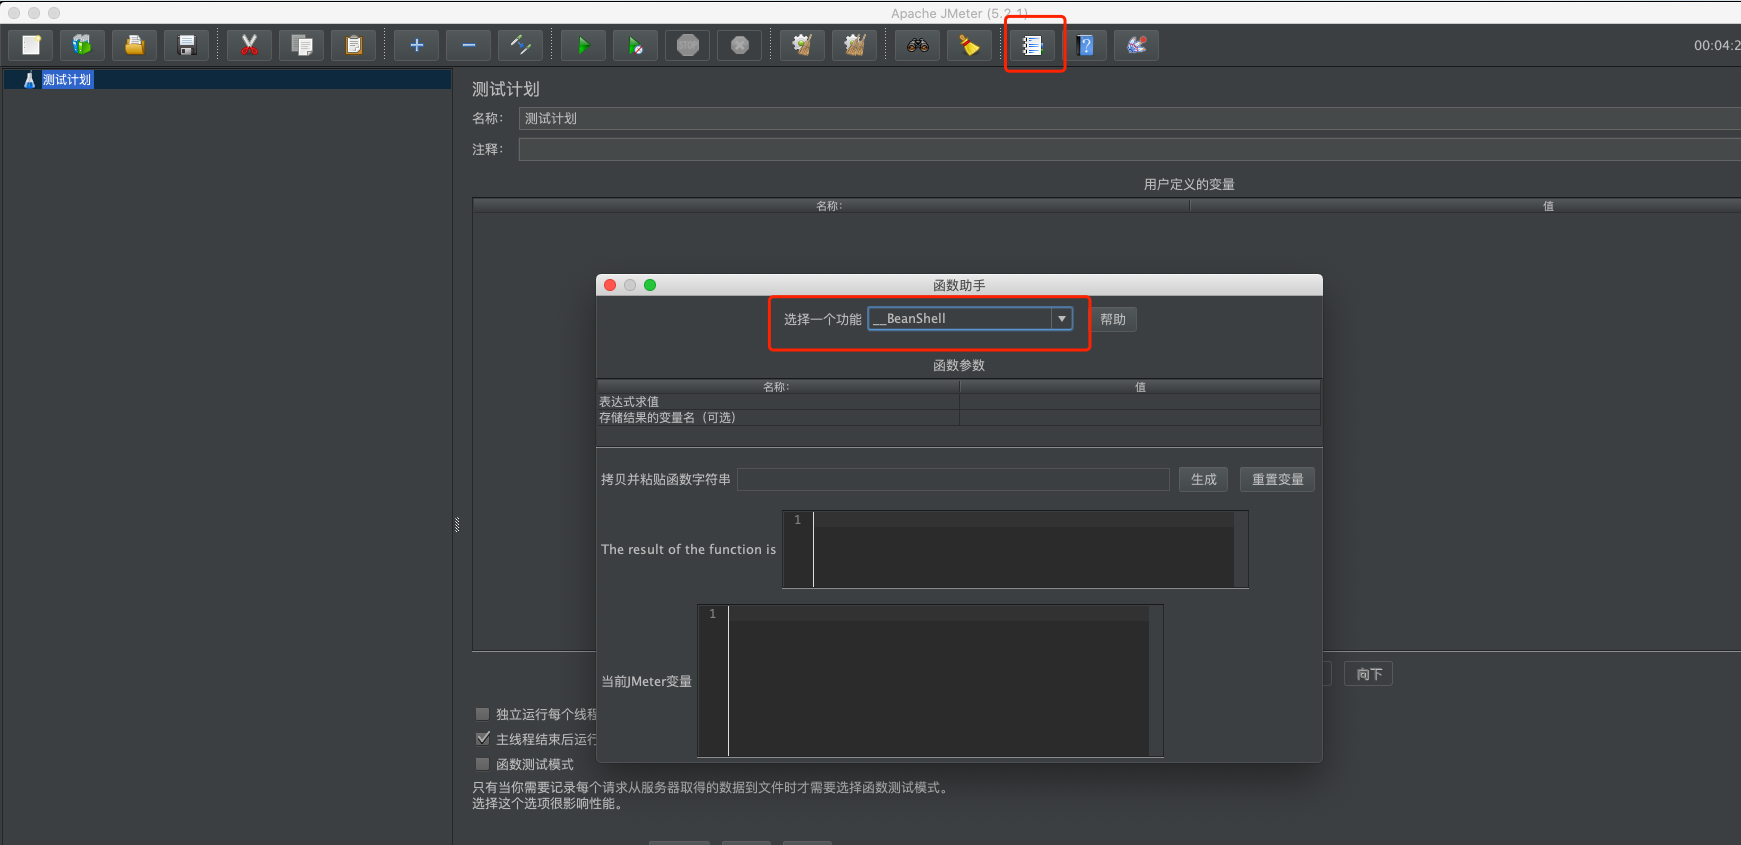 Apache JMeter (5.2.1)
STOP
?
00:04:2
测试计划
测试计划
名称：
测试计划
注释：
用户定义的变量
名称：
值
函数助手
选择一个功能
__BeanShell
帮助
函数参数
名称：
值
表达式求值
存储结果的变量名（可选）
拷贝并粘贴函数字符串
生成
重置变量
The result of the function is
1
当前JMeter变量
1
向下
独立运行每个线程
主线程结束后运行
函数测试模式
只有当你需要记录每个请求从服务器取得的数据到文件时才需要选择函数测试模式。
选择这个选项很影响性能。